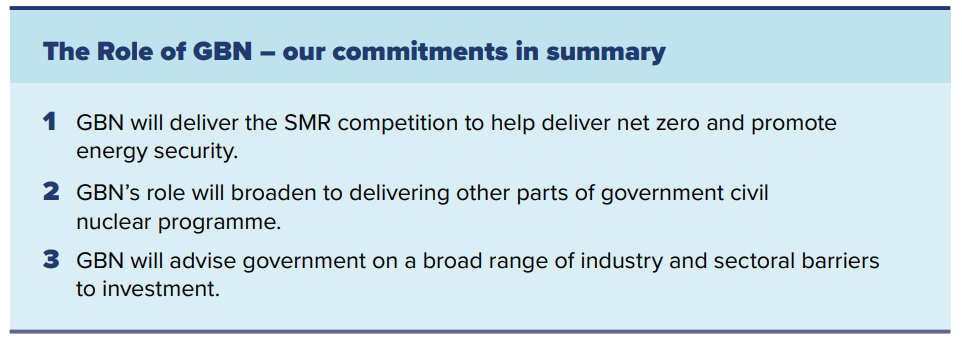 The Role of GBN – our commitments in summary
1 GBN will deliver the SMR competition to help deliver net zero and promote
energy security.
2 GBN’s role will broaden to delivering other parts of government civil
nuclear programme.
3 GBN will advise government on a broad range of industry and sectoral barriers
to investment.